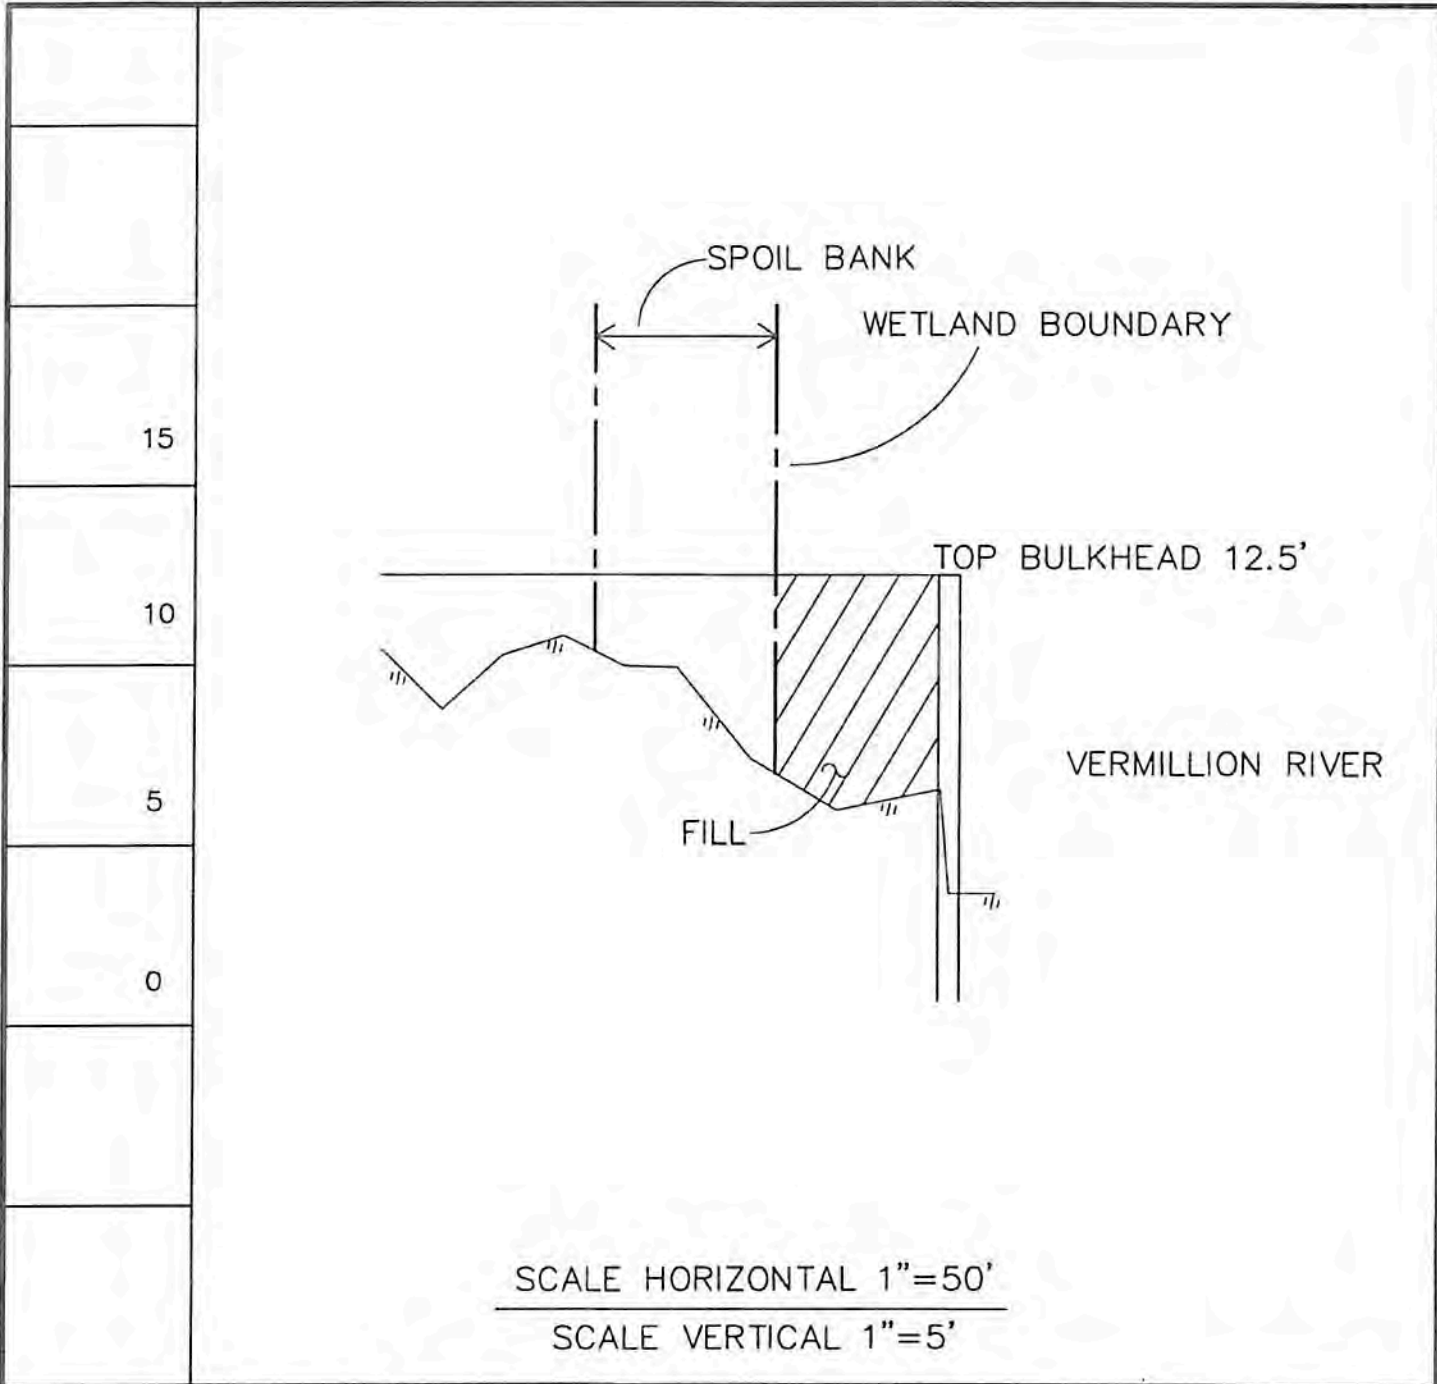 SPOIL BANK
WETLAND BOUNDARY
15
TOP BULKHEAD 12.5'
10
VERMILLION RIVER
5
FILL
0
SCALE HORIZONTAL 1"=50'
SCALE VERTICAL 1"=5'